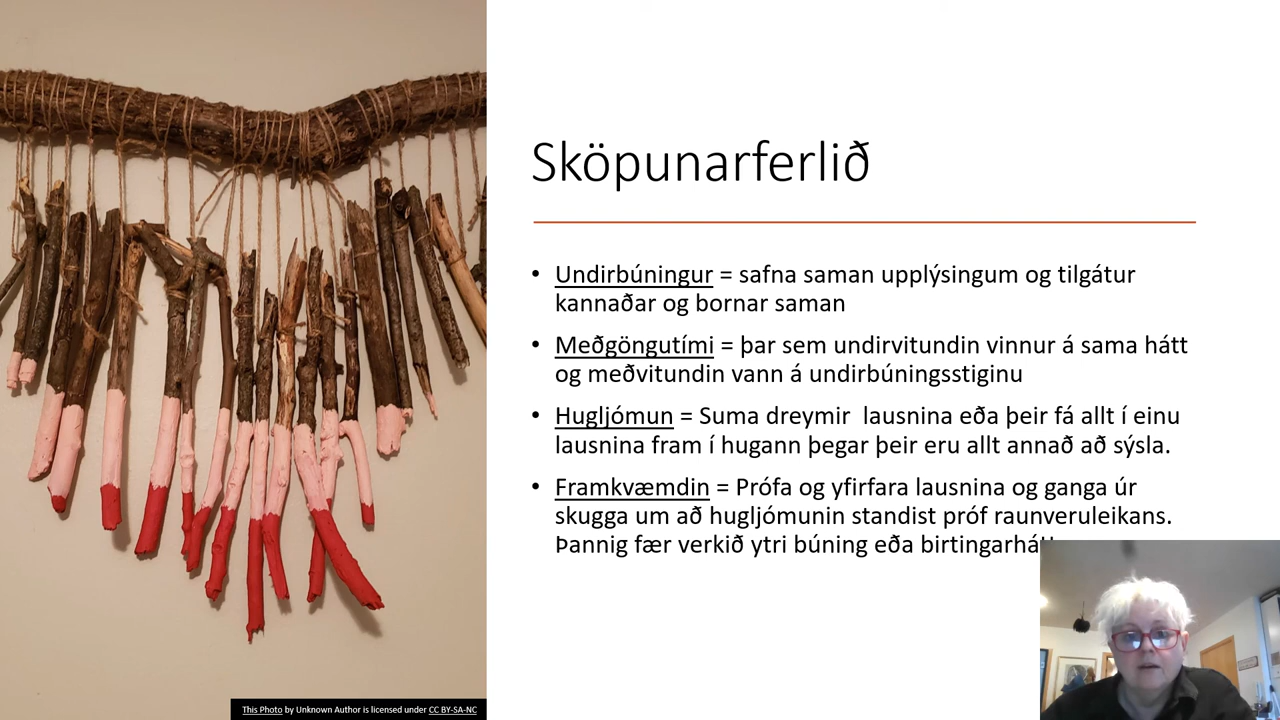 Sköpunarferlið
• Undirbúningur = safna saman upplýsingum og tilgátur
kannaðar og bornar saman
• Meðgöngutími = þar sem undirvitundin vinnur á sama hátt
og meðvitundin vann á undirbúningsstiginu
• Hugljómun = Suma dreymir lausnina eða þeir fá allt í einu
lausnina fram í hugann þegar þeir eru allt annað að sýsla.
• Framkvæmdin = Prófa og yfirfara lausnina og ganga úr
skugga um að hugljómunin standist próf raunveruleikans.
Þannig fær verkið ytri búning eða
This Photo by Unknown Author is licensed under CC BY-SA-NC